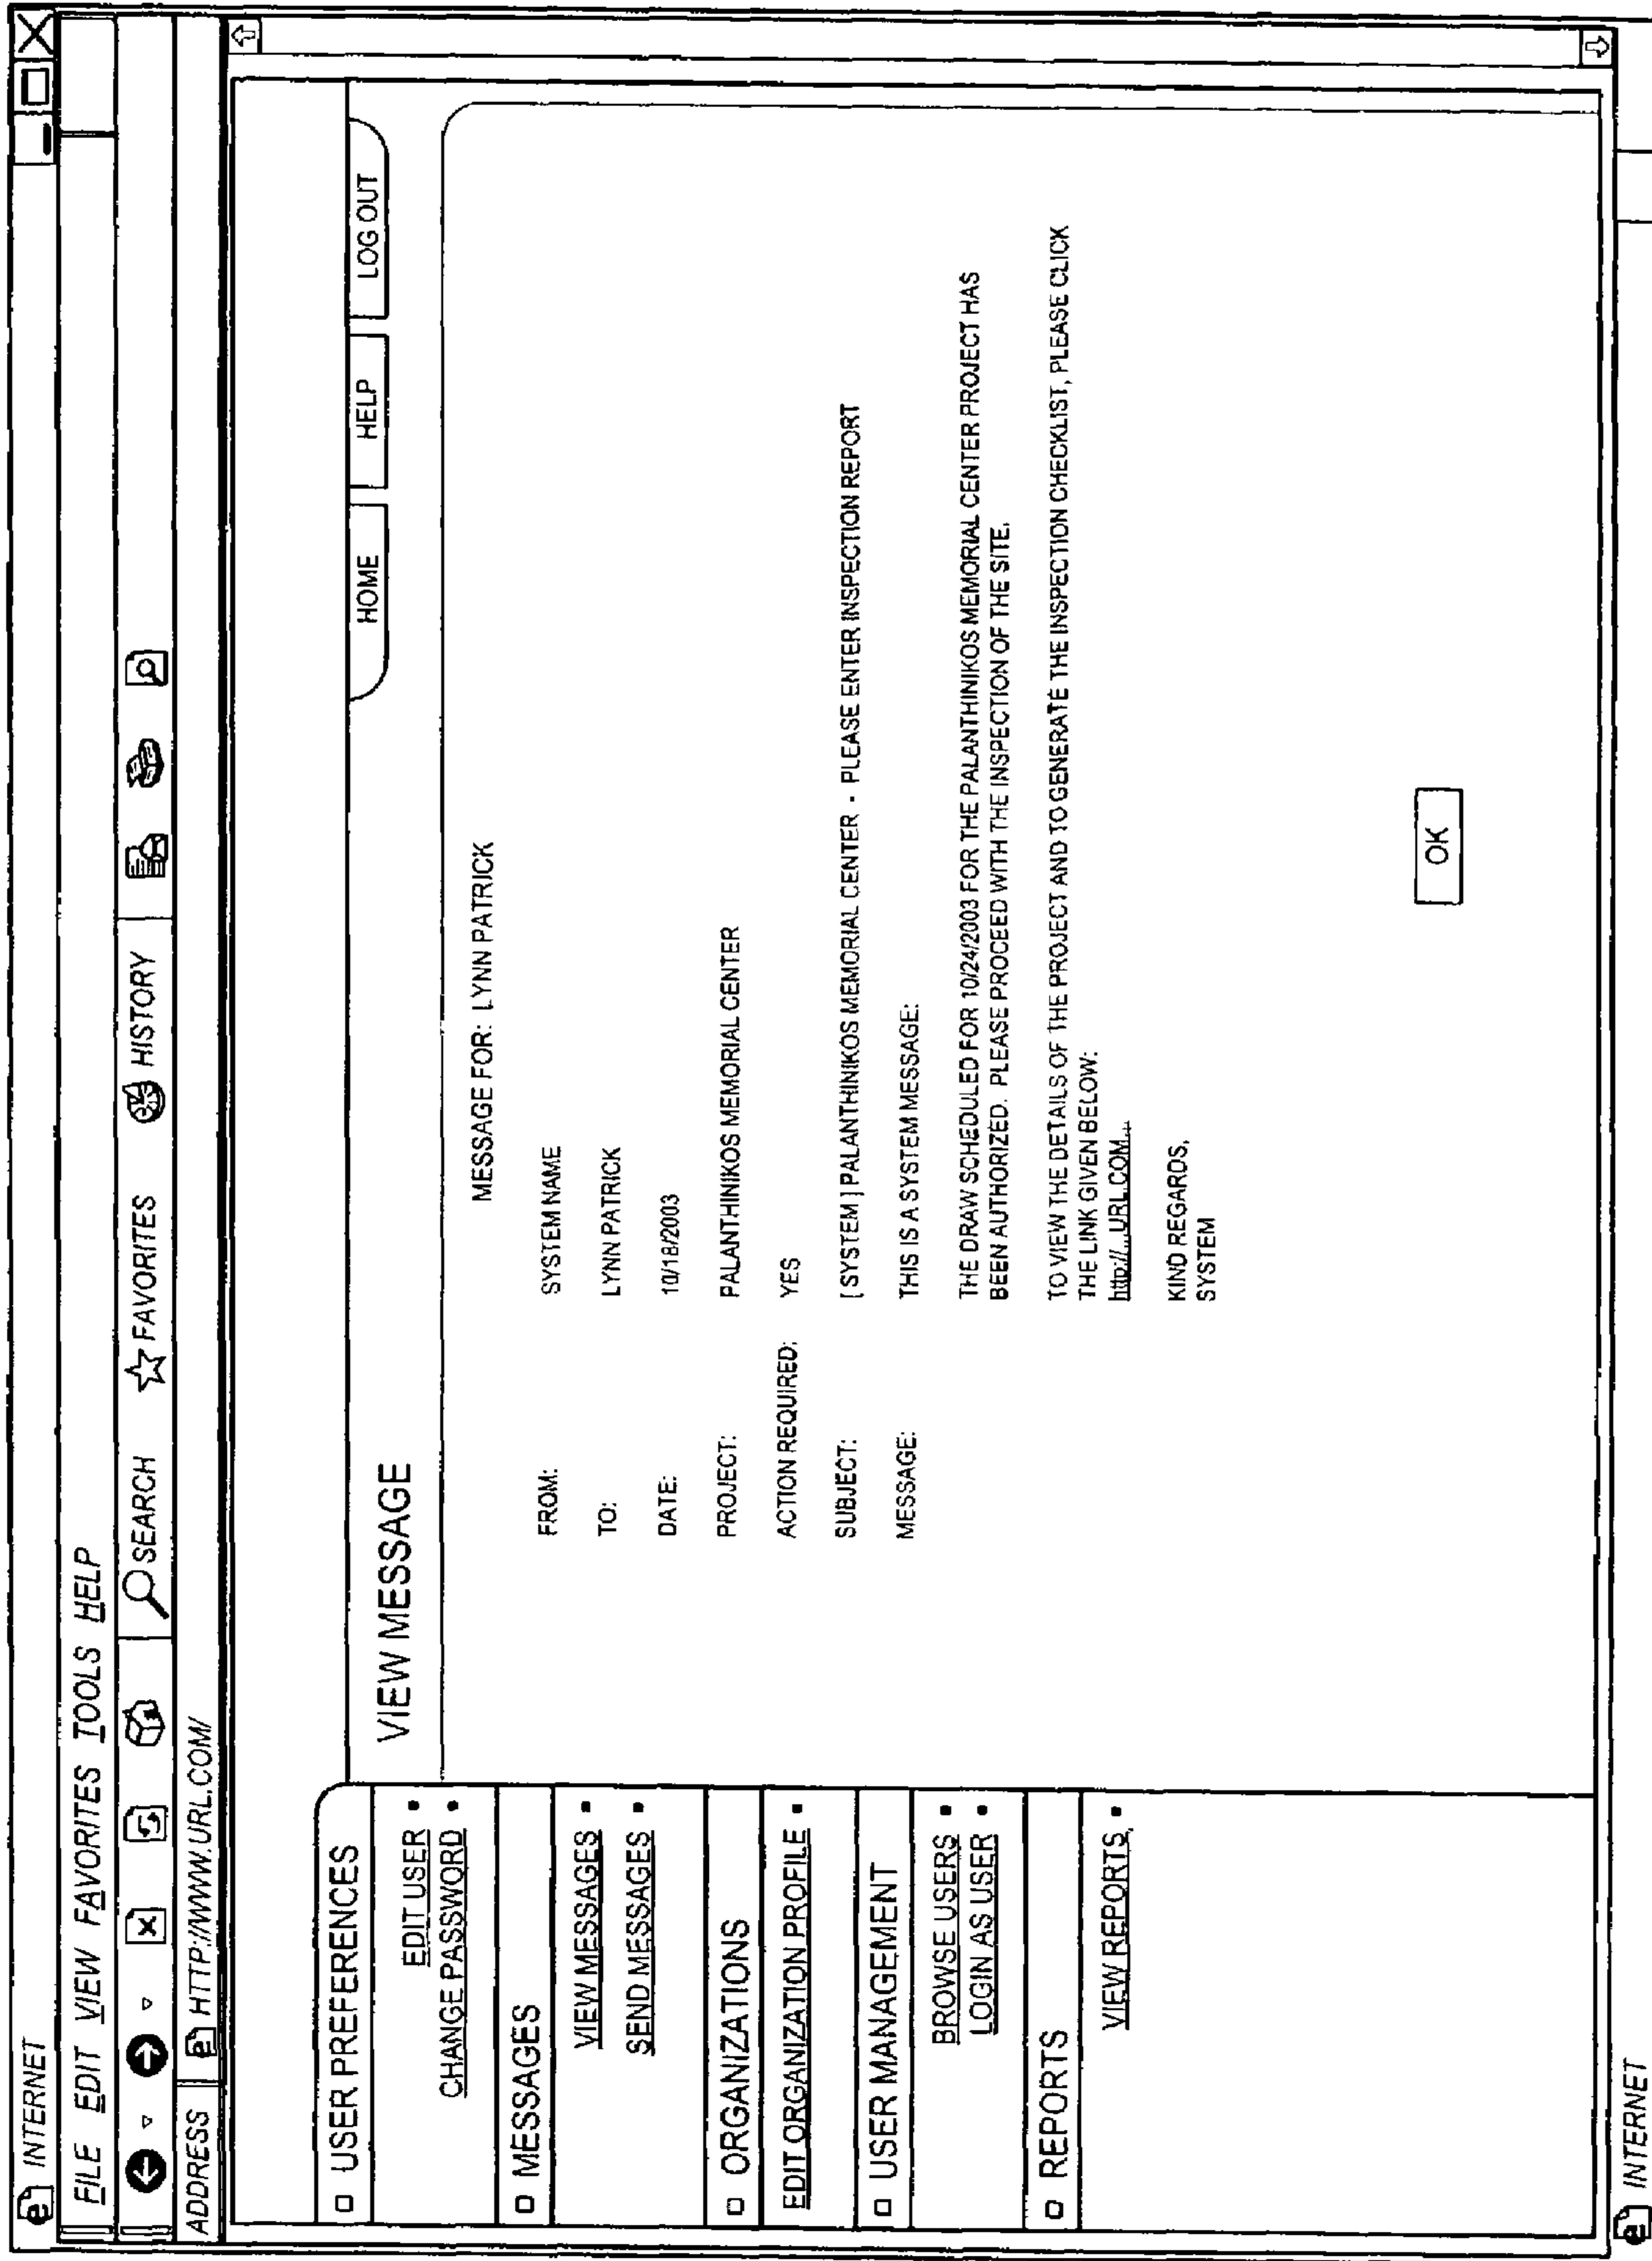 INTERNET
FILE EDIT VIEW FAVORITES TOOLS HELP
SEARCH FAVORITES HISTORY
ADDRESS HTTP://WWW.URL.COM/
HOME HELP LOG OUT
USER PREFERENCES
EDIT USER
CHANGE PASSWORD
MESSAGES
VIEW MESSAGES
SEND MESSAGES
ORGANIZATIONS
EDIT ORGANIZATION PROFILE
USER MANAGEMENT
BROWSE USERS
LOGIN AS USER
REPORTS
VIEW REPORTS
VIEW MESSAGE
MESSAGE FOR: LYNN PATRICK
FROM: SYSTEM NAME
TO: LYNN PATRICK
DATE: 10/18/2003
PROJECT: PALANTHINIKOS MEMORIAL CENTER
ACTION REQUIRED: YES
SUBJECT: [SYSTEM] PALANTHINIKOS MEMORIAL CENTER - PLEASE ENTER INSPECTION REPORT
MESSAGE: THIS IS A SYSTEM MESSAGE:
THE DRAW SCHEDULED FOR 10/24/2003 FOR THE PALANTHINIKOS MEMORIAL CENTER PROJECT HAS
BEEN AUTHORIZED. PLEASE PROCEED WITH THE INSPECTION OF THE SITE.
TO VIEW THE DETAILS OF THE PROJECT AND TO GENERATE THE INSPECTION CHECKLIST, PLEASE CLICK
THE LINK GIVEN BELOW:
http://...URL.COM...
KIND REGARDS,
SYSTEM
OK
INTERNET